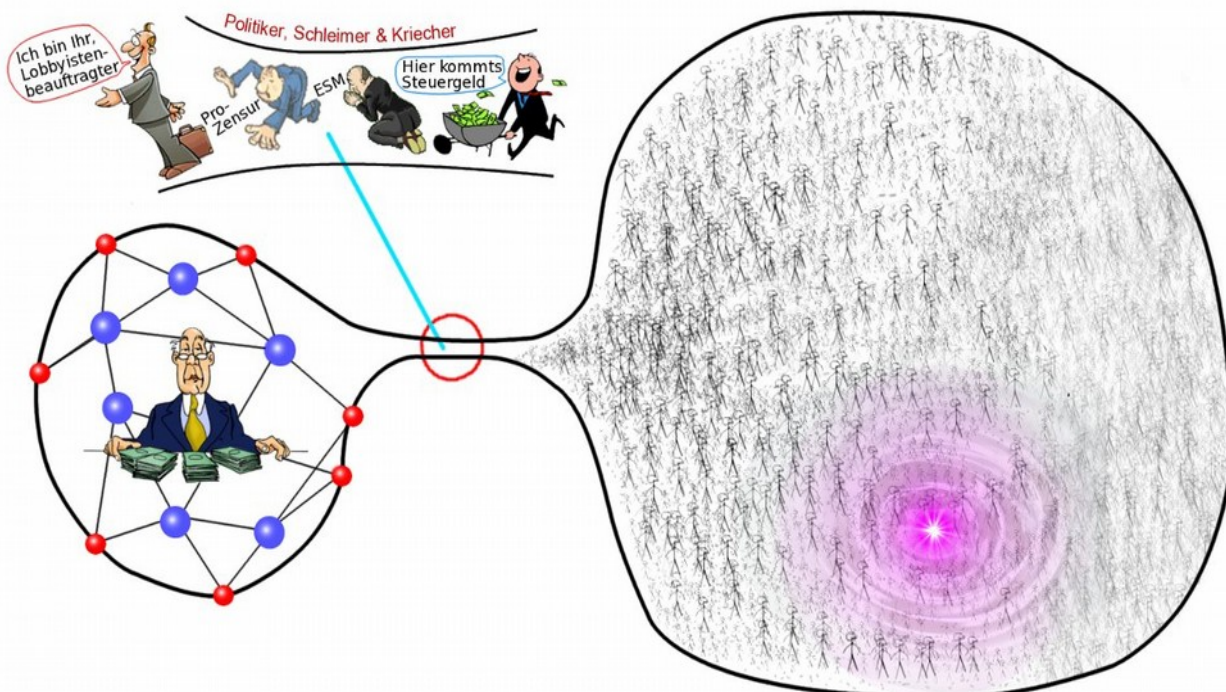 Politiker, Schleimer & Kriecher
Ich bin Ihr,
Lobbyisten-
beauftragter
Pro-
Zensur
ESM
Hier kommts
Steuergeld